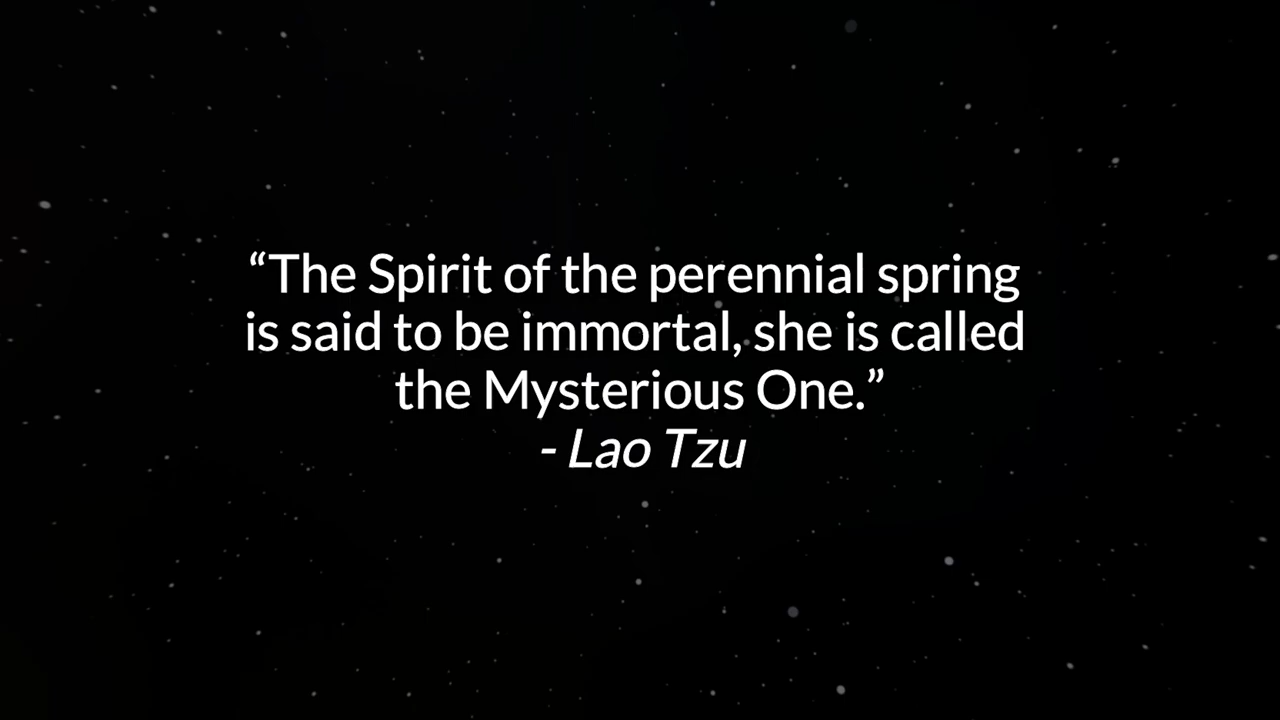 “The Spirit of the perennial spring
is said to be immortal, she is called
the Mysterious One.”
- Lao Tzu